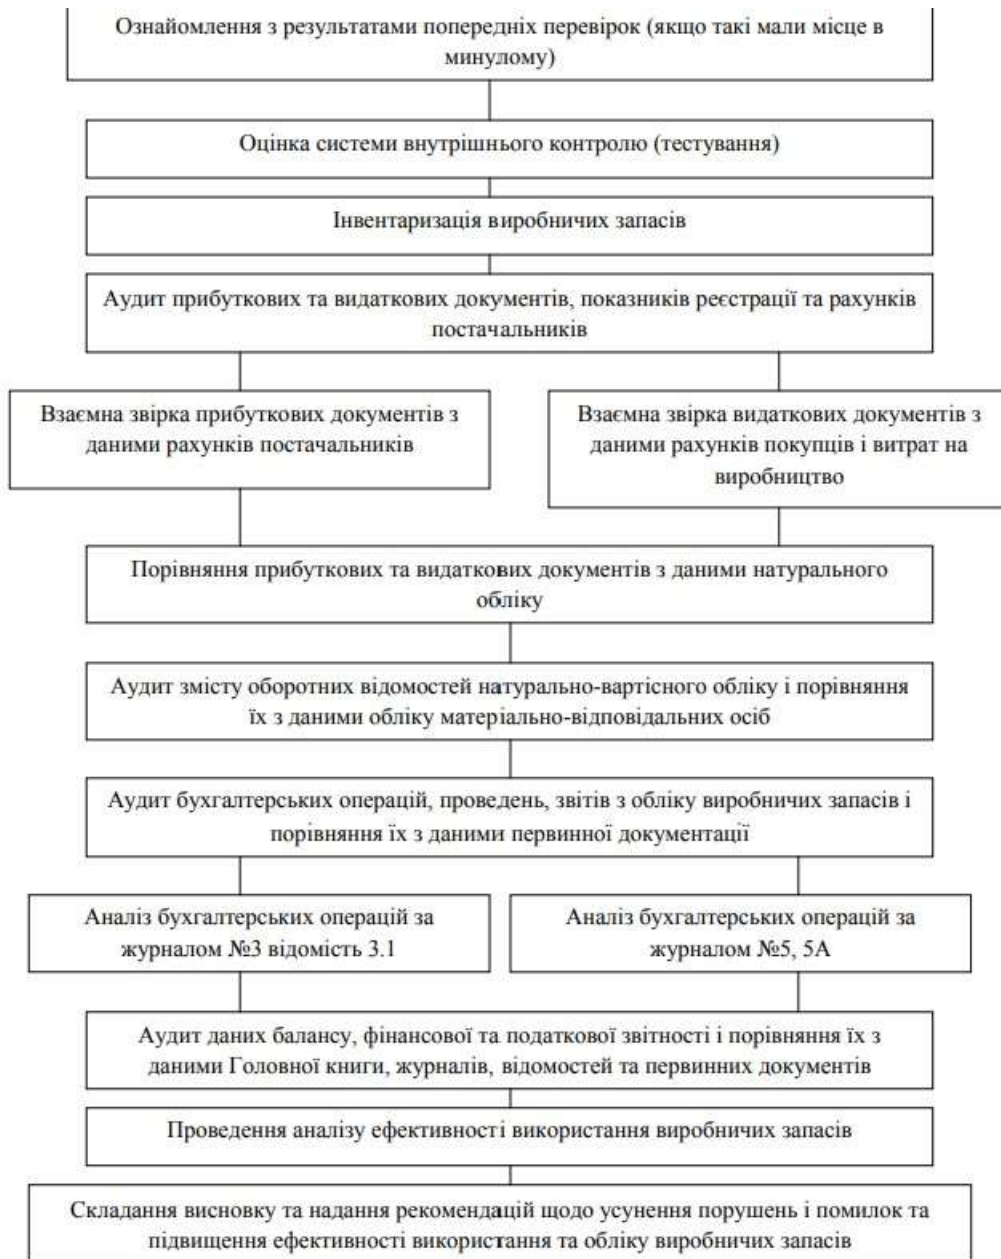 Ознайомлення з результатами попередніх перевірок (якщо такі мали місце в
минулому)
Оцінка системи внутрішнього контролю (тестування)
Інвентаризація виробничих запасів
Аудит прибуткових та видаткових документів, показників реєстрації та рахунків
постачальників
Взаємна звірка прибуткових документів з
даними рахунків постачальників
Взаємна звірка видаткових документів з
даними рахунків покупців і витрат на
виробництво
Порівняння прибуткових та видаткових документів з даними натурального
обліку
Аудит змісту оборотних відомостей натурально-вартісного обліку і порівняння
їх з даними обліку матеріально-відповідальних осіб
Аудит бухгалтерських операцій, проведень, звітів з обліку виробничих запасів і
порівняння їх з даними первинної документації
Аналіз бухгалтерських операцій за
журналом №3 відомість 3.1
Аналіз бухгалтерських операцій за
журналом №5, 5А
Аудит даних балансу, фінансової та податкової звітності і порівняння їх з
даними Головної книги, журналів, відомостей та первинних документів
Проведення аналізу ефективності використання виробничих запасів
Складання висновку та надання рекомендацій щодо усунення порушень і помилок та
підвищення ефективності використання та обліку виробничих запасів